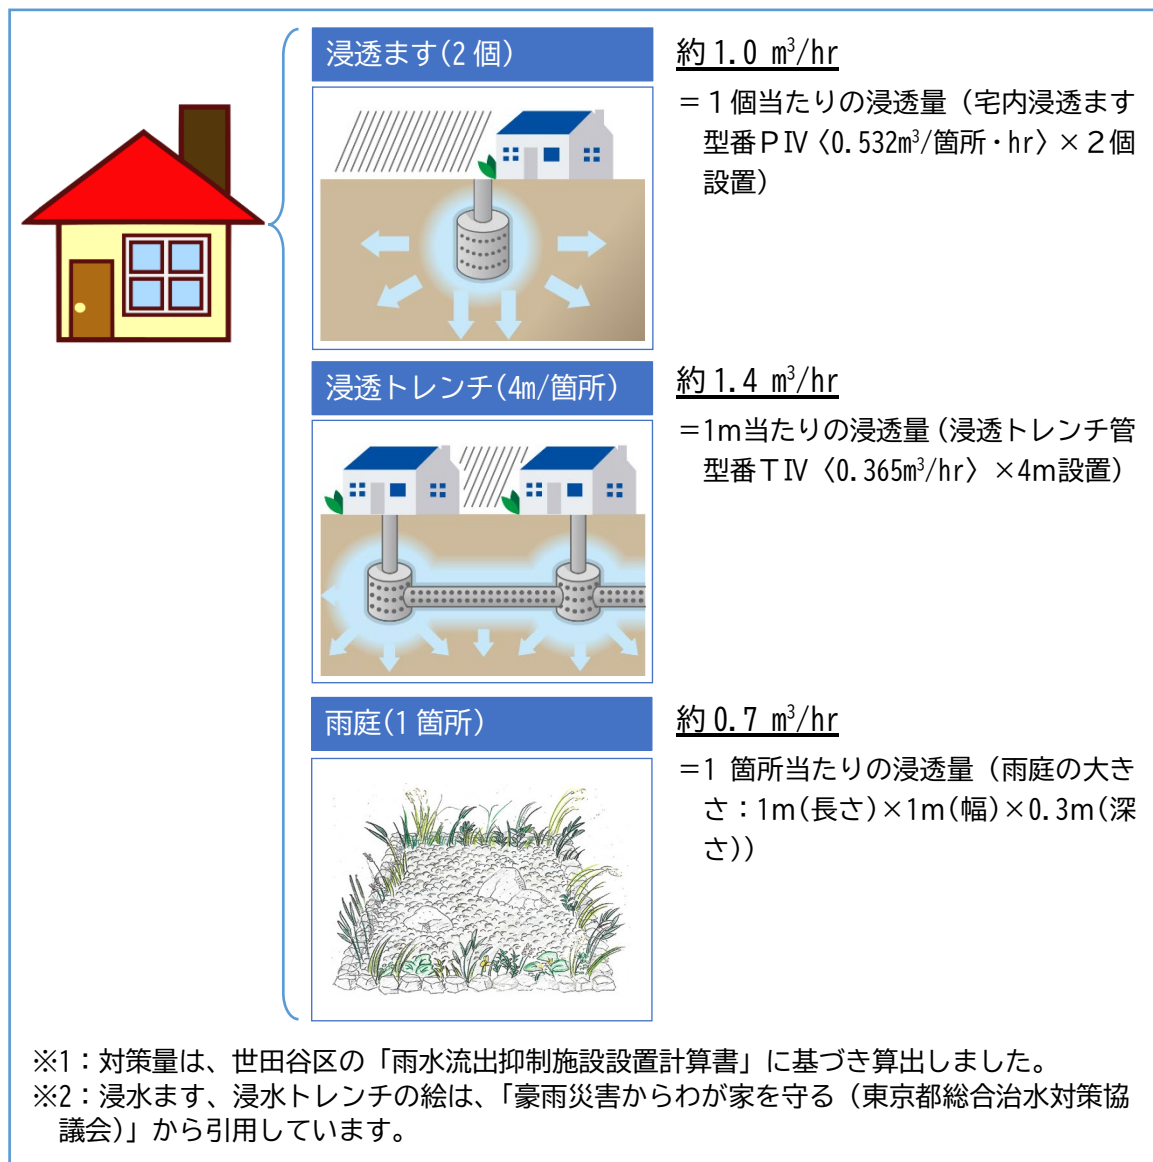 浸透ます(2個)
約1.0 m³/hr
=1個当たりの浸透量(宅内浸透ます
型番PⅣ〈0.532m³/箇所・hr〉×2個
設置)
浸透トレンチ(4m/箇所)
約1.4 m³/hr
=1m当たりの浸透量(浸透トレンチ管
型番TⅣ〈0.365m³/hr〉×4m設置)
雨庭(1箇所)
約0.7 m³/hr
=1 箇所当たりの浸透量(雨庭の大き
さ:1m(長さ)×1m(幅)×0.3m(深
さ))
※1:対策量は、世田谷区の「雨水流出抑制施設設置計算書」に基づき算出しました。
※2:浸水ます、浸水トレンチの絵は、「豪雨災害からわが家を守る(東京都総合治水対策協
議会)」から引用しています。